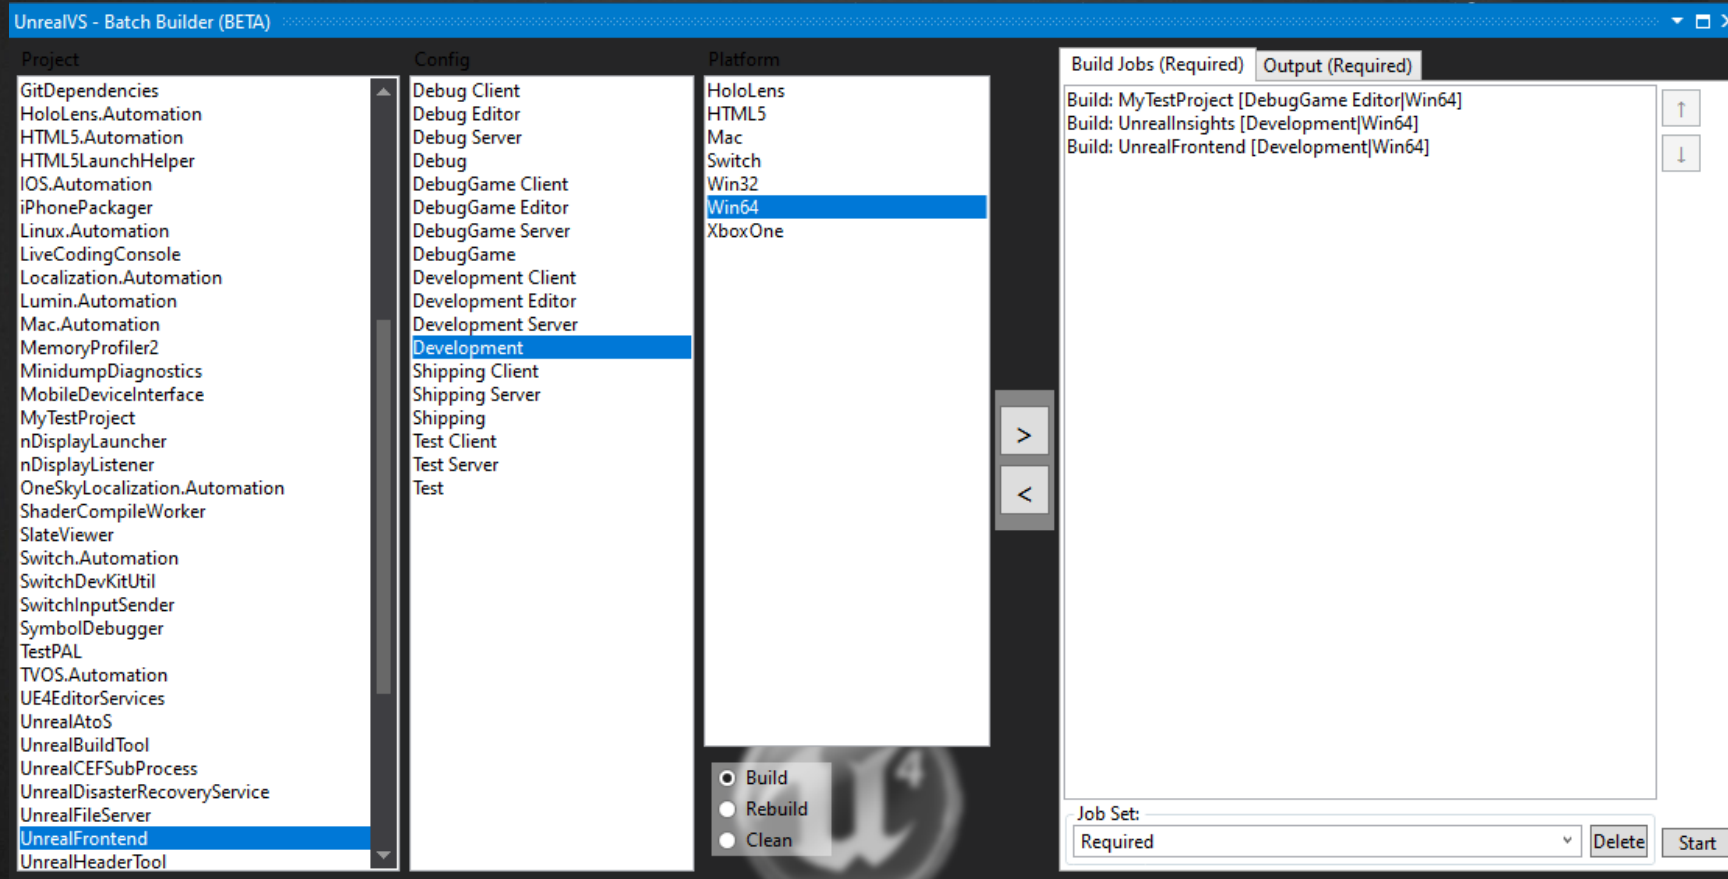 UnrealVS - Batch Builder (BETA)
Project
GitDependencies
HoloLens.Automation
HTML5.Automation
HTML5LaunchHelper
IOS.Automation
iPhonePackager
Linux.Automation
LiveCodingConsole
Localization.Automation
Lumin.Automation
Mac.Automation
MemoryProfiler2
MinidumpDiagnostics
MobileDeviceInterface
MyTestProject
nDisplayLauncher
nDisplayListener
OneSkyLocalization.Automation
ShaderCompileWorker
SlateViewer
Switch.Automation
SwitchDevKitUtil
SwitchInputSender
SymbolDebugger
TestPAL
TVOS.Automation
UE4EditorServices
UnrealAtoS
UnrealBuildTool
UnrealCEFSubProcess
UnrealDisasterRecoveryService
UnrealFileServer
UnrealFrontend
UnrealHeaderTool
Config
Debug Client
Debug Editor
Debug Server
Debug
DebugGame Client
DebugGame Editor
DebugGame Server
DebugGame
Development Client
Development Editor
Development Server
Development
Shipping Client
Shipping Server
Shipping
Test Client
Test Server
Test
Platform
HoloLens
HTML5
Mac
Switch
Win32
Win64
XboxOne
Build
Rebuild
Clean
4
>
<
Build Jobs (Required)
Output (Required)
Build: MyTestProject [DebugGame Editor|Win64]
Build: UnrealInsights [Development|Win64]
Build: UnrealFrontend [Development|Win64]
↑
↓
Job Set:
Required
Delete
Start